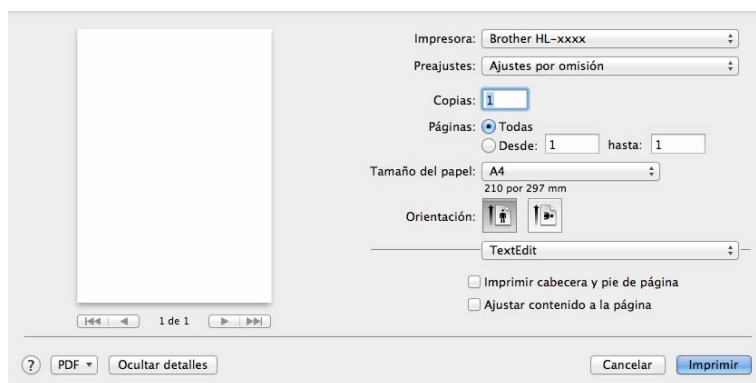 Impresora: Brother HL-xxxx
Preajustes: Ajustes por omisión
Copias: 1
Páginas: Todas
Desde: 1 hasta: 1
Tamaño del papel: A4
210 por 297 mm
Orientación:
TextEdit
Imprimir cabecera y pie de página
Ajustar contenido a la página
1 de 1
? PDF Ocultar detalles Cancelar Imprimir